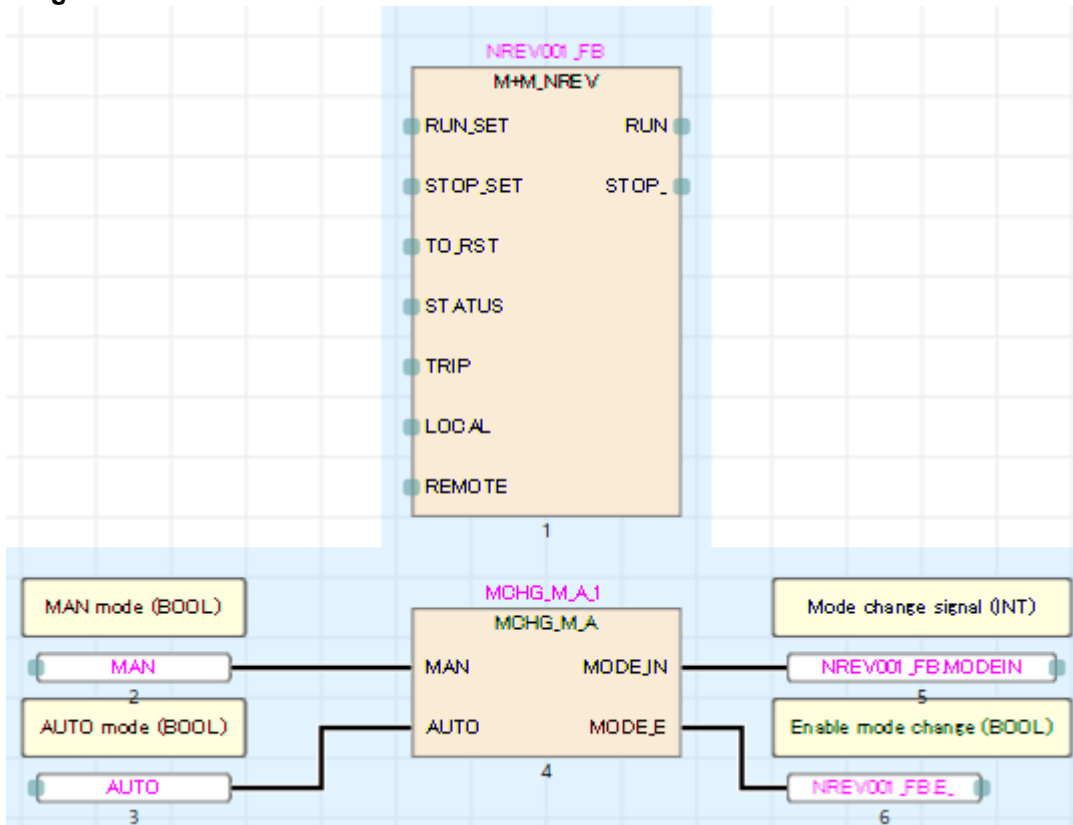 NREV001_FB
M+M_NREV
RUN_SET RUN
STOP_SET STOP_
TO_RST
STATUS
TRIP
LOCAL
REMOTE
1
MAN mode (BOOL)
MCHG_M_A_1
MCHG_M_A
Mode change signal (INT)
MAN
MAN MODE_IN
NREV001_FB.MODEIN
2
5
AUTO mode (BOOL)
AUTO MODE_E
Enable mode change (BOOL)
AUTO
4
NREV001_FB.E_
3
6